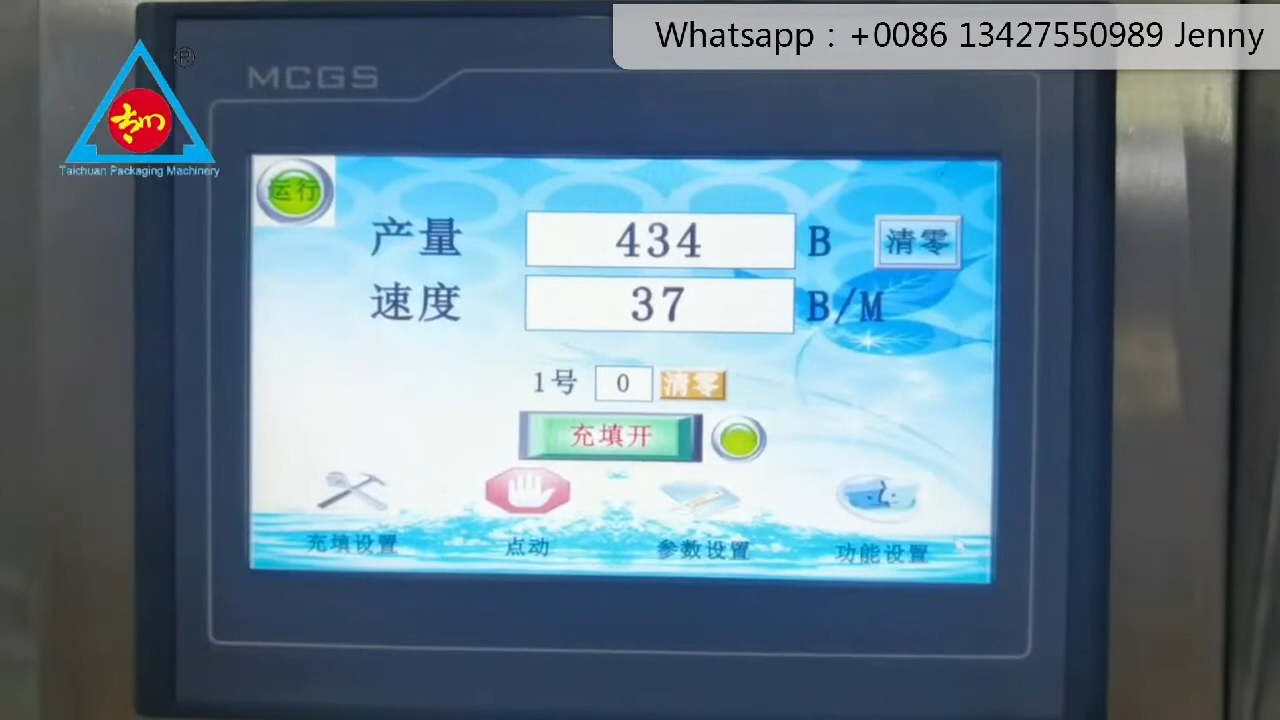 Whatsapp：+0086 13427550989 Jenny
®
MCGS
Taichuan Packaging Machinery
运行
产量 434 B 清零
速度 37 B/M
1号 0 清零
充填开
充填设置 点动 参数设置 功能设置